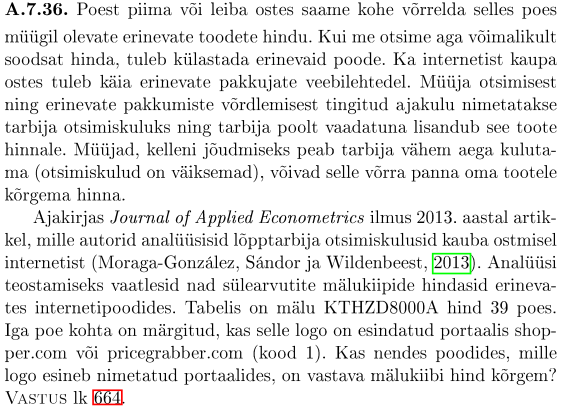 A.7.36. Poest piima või leiba ostes saame kohe võrrelda selles poes
müügil olevate erinevate toodete hindu. Kui me otsime aga võimalikult
soodsat hinda, tuleb külastada erinevaid poode. Ka internetist kaupa
ostes tuleb käia erinevate pakkujate veebilehtedel. Müüja otsimisest
ning erinevate pakkumiste võrdlemisest tingitud ajakulu nimetatakse
tarbija otsimiskuluks ning tarbija poolt vaadatuna lisandub see toote
hinnale. Müüjad, kelleni jõudmiseks peab tarbija vähem aega kuluta-
ma (otsimiskulud on väiksemad), võivad selle võrra panna oma tootele
kõrgema hinna.
Ajakirjas Journal of Applied Econometrics ilmus 2013. aastal artik-
kel, mille autorid analüüsisid lõpptarbija otsimiskulusid kauba ostmisel
internetist (Moraga-González, Sándor ja Wildenbeest, 2013). Analüüsi
teostamiseks vaatlesid nad sülearvutite mälukiipide hindasid erineva-
tes internetipoodides. Tabelis on mälu KTHZD8000A hind 39 poes.
Iga poe kohta on märgitud, kas selle logo on esindatud portaalis shop-
per.com või pricegrabber.com (kood 1). Kas nendes poodides, mille
logo esineb nimetatud portaalides, on vastava mälukiibi hind kõrgem?
VASTUS lk 664.